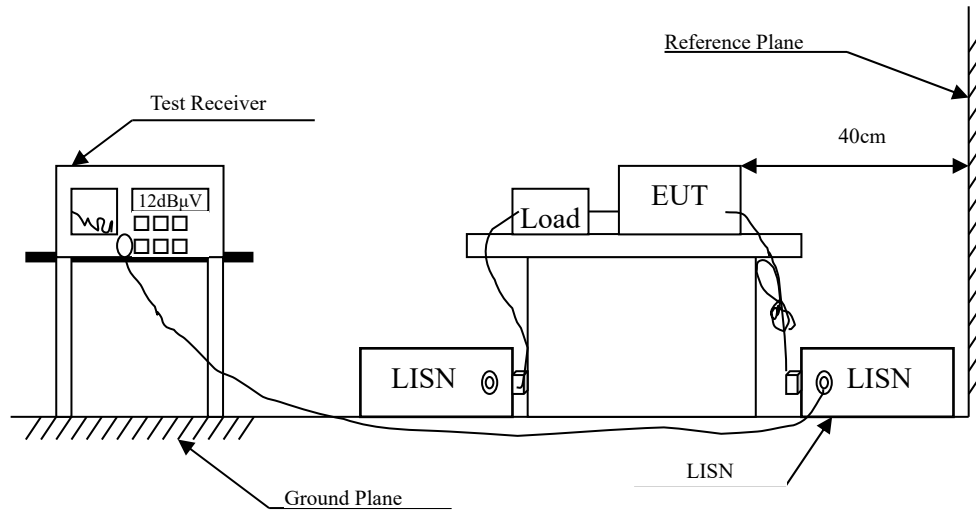 Reference Plane
Test Receiver
40cm
12dBµV
EUT
Load
LISN
LISN
LISN
Ground Plane